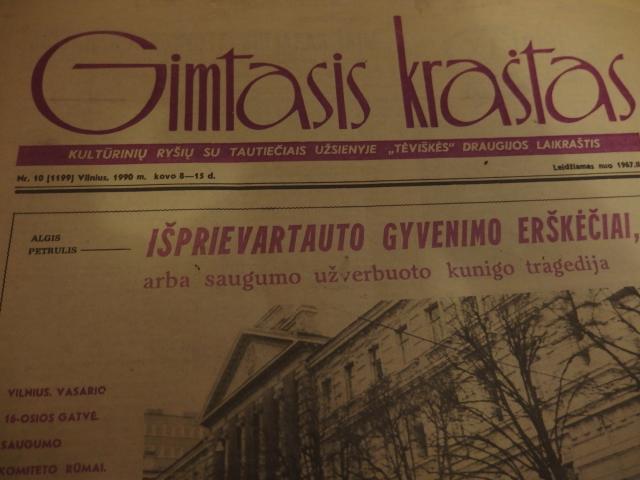 Gimtasis kraštas
KULTŪRINIŲ RYŠIŲ SU TAUTIEČIAIS UŽSIENYJE „TĖVIŠKĖS" DRAUGIJOS LAIKRAŠTIS
Nr. 10 (1199) Vilnius, 1990 m. kovo 8—15 d.
Leidžiamas nuo 1967.II
ALGIS
PETRULIS
IŠPRIEVARTAUTO GYVENIMO ERŠKĖČIAI,
arba saugumo užverbuoto kunigo tragedija
VILNIUS. VASARIO
16-OSIOS GATVĖ.
SAUGUMO
KOMITETO RŪMAI.